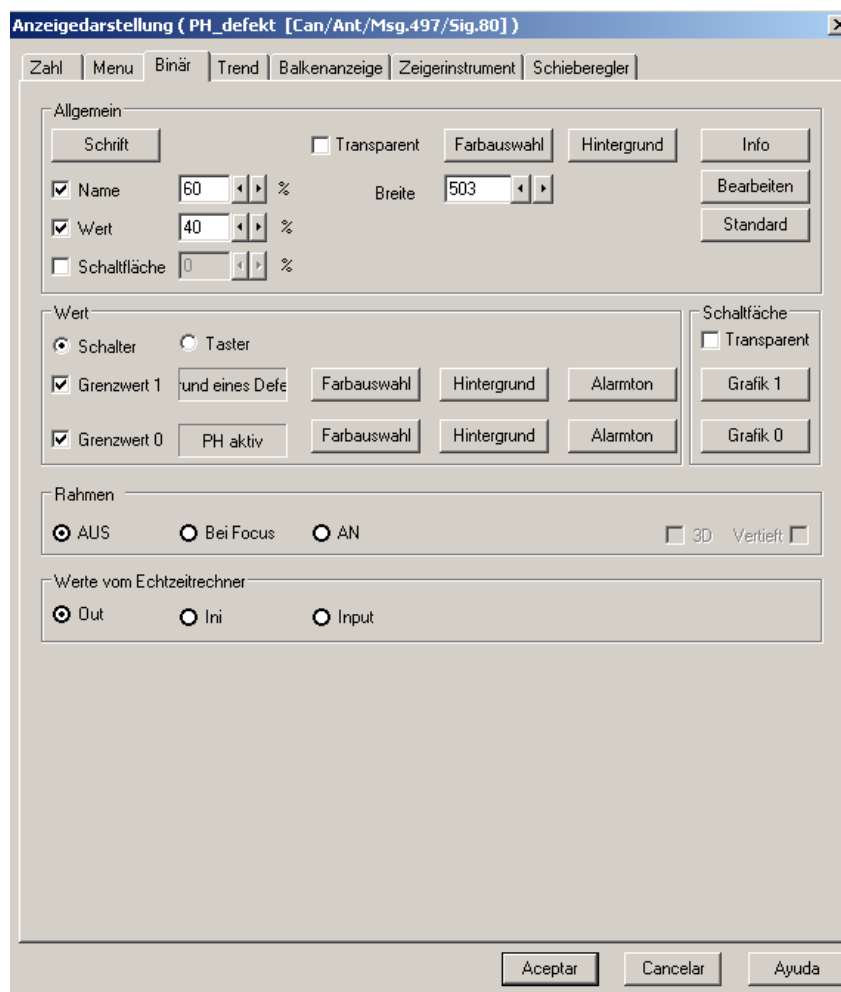 Anzeigedarstellung ( PH_defekt [Can/Ant/Msg.497/Sig.80] )
Zahl Menu Binär Trend Balkenanzeige Zeigerinstrument Schieberegler
Allgemein
Schrift Transparent Farbauswahl Hintergrund Info
Name 60 % Breite 503 Bearbeiten
Wert 40 % Standard
Schaltfläche 0 %
Wert
Schalter Taster
Grenzwert 1 rund eines Defe Farbauswahl Hintergrund Alarmton
Grenzwert 0 PH aktiv Farbauswahl Hintergrund Alarmton
Schaltfäche
Transparent
Grafik 1
Grafik 0
Rahmen
AUS Bei Focus AN 3D Vertieft
Werte vom Echtzeitrechner
Out Ini Input
Aceptar Cancelar Ayuda